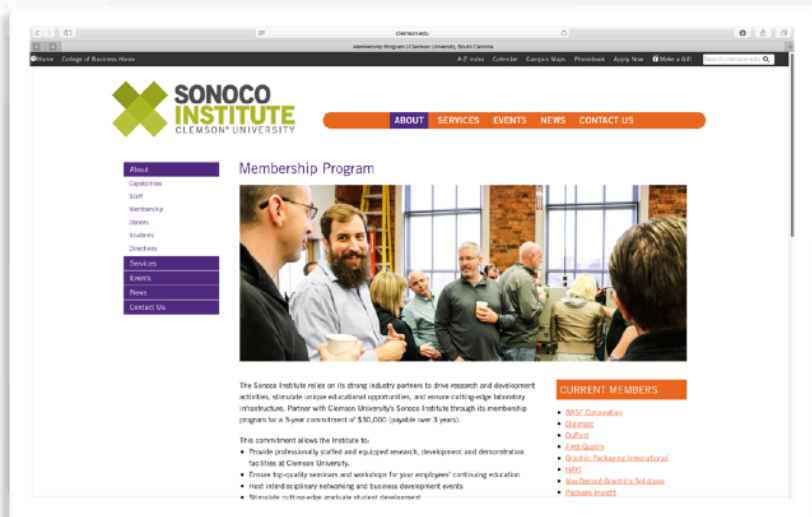 clemson.edu
Membership Program | Clemson University, South Carolina
Home College of Business Home A-Z Index Calendar Campus Maps Phonebook Apply Now Make a Gift Search clemson.edu
SONOCO
INSTITUTE
CLEMSON® UNIVERSITY
ABOUT SERVICES EVENTS NEWS CONTACT US
About
Capabilities
Staff
Membership
Donors
Students
Directions
Services
Events
News
Contact Us
Membership Program
The Sonoco Institute relies on its strong industry partners to drive research and development
activities, stimulate unique educational opportunities, and ensure cutting-edge laboratory
infrastructure. Partner with Clemson University's Sonoco Institute through its membership
program for a 3-year commitment of $30,000 (payable over 3 years).
This commitment allows the Institute to:
• Provide professionally staffed and equipped research, development and demonstration
facilities at Clemson University.
• Ensure top-quality seminars and workshops for your employees' continuing education
• Host interdisciplinary networking and business development events
• Stimulate cutting-edge graduate student development
CURRENT MEMBERS
• BASF Corporation
• Digimarc
• DuPont
• First Quality
• Graphic Packaging International
• HAVI
• MacDermid Graphics Solutions
• Package Insight